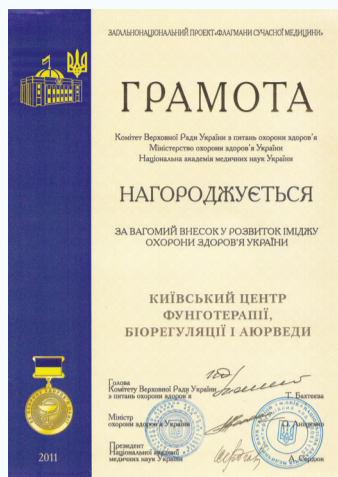 ЗАГАЛЬНОНАЦІОНАЛЬНИЙ ПРОЕКТ «ФЛАГМАНИ СУЧАСНОЇ МЕДИЦИНИ»
ГРАМОТА
Комітет Верховної Ради України з питань охорони здоров'я
Міністерство охорони здоров'я України
Національна академія медичних наук України
НАГОРОДЖУЄТЬСЯ
ЗА ВАГОМИЙ ВНЕСОК У РОЗВИТОК ІМІДЖУ
ОХОРОНИ ЗДОРОВ'Я УКРАЇНИ
КИЇВСЬКИЙ ЦЕНТР
ФУНГОТЕРАПІЇ,
БІОРЕГУЛЯЦІЇ І АЮРВЕДИ
Голова
Комітету Верховної Ради України
з питань охорони здоров'я
Т. Бахтеєва
Міністр
охорони здоров'я України
Президент
Національної академії
медичних наук України
А. Сердюк
2011